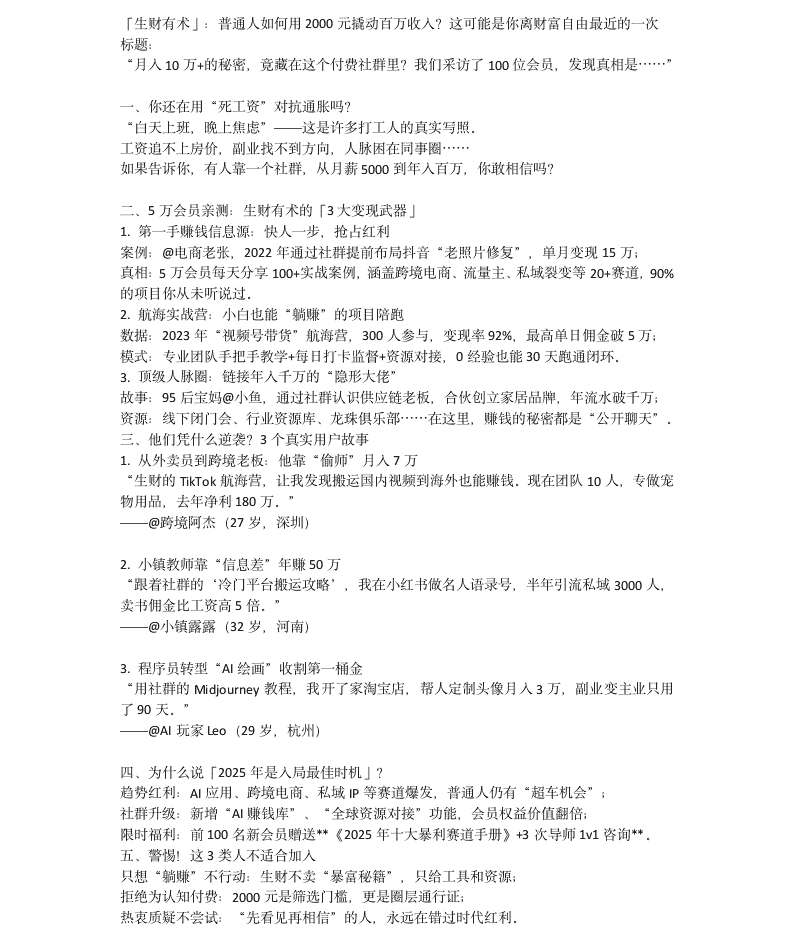 「生财有术」：普通人如何用 2000 元撬动百万收入？这可能是你离财富自由最近的一次
标题：
“月入 10 万+的秘密，竟藏在这个付费社群里？我们采访了 100 位会员，发现真相是……”
一、你还在用“死工资”对抗通胀吗？
“白天上班，晚上焦虑”——这是许多打工人的真实写照。
工资追不上房价，副业找不到方向，人脉困在同事圈……
如果告诉你，有人靠一个社群，从月薪 5000 到年入百万，你敢相信吗？
二、5 万会员亲测：生财有术的「3 大变现武器」
1. 第一手赚钱信息源：快人一步，抢占红利
案例：@电商老张，2022 年通过社群提前布局抖音“老照片修复”，单月变现 15 万；
真相：5 万会员每天分享 100+实战案例，涵盖跨境电商、流量主、私域裂变等 20+赛道，90%
的项目你从未听说过。
2. 航海实战营：小白也能“躺赚”的项目陪跑
数据：2023 年“视频号带货”航海营，300 人参与，变现率 92%，最高单日佣金破 5 万；
模式：专业团队手把手教学+每日打卡监督+资源对接，0 经验也能 30 天跑通闭环。
3. 顶级人脉圈：链接年入千万的“隐形大佬”
故事：95 后宝妈@小鱼，通过社群认识供应链老板，合伙创立家居品牌，年流水破千万；
资源：线下闭门会、行业资源库、龙珠俱乐部……在这里，赚钱的秘密都是“公开聊天”。
三、他们凭什么逆袭？3 个真实用户故事
1. 从外卖员到跨境老板：他靠“偷师”月入 7 万
“生财的 TikTok 航海营，让我发现搬运国内视频到海外也能赚钱。现在团队 10 人，专做宠
物用品，去年净利 180 万。”
——@跨境阿杰（27 岁，深圳）
2. 小镇教师靠“信息差”年赚 50 万
“跟着社群的‘冷门平台搬运攻略’，我在小红书做名人语录号，半年引流私域 3000 人，
卖书佣金比工资高 5 倍。”
——@小镇露露（32 岁，河南）
3. 程序员转型“AI 绘画”收割第一桶金
“用社群的 Midjourney 教程，我开了家淘宝店，帮人定制头像月入 3 万，副业变主业只用
了 90 天。”
——@AI 玩家 Leo（29 岁，杭州）
四、为什么说「2025 年是入局最佳时机」？
趋势红利：AI 应用、跨境电商、私域 IP 等赛道爆发，普通人仍有“超车机会”；
社群升级：新增“AI 赚钱库”、“全球资源对接”功能，会员权益价值翻倍；
限时福利：前 100 名新会员赠送**《2025 年十大暴利赛道手册》+3 次导师 1v1 咨询**。
五、警惕！这 3 类人不适合加入
只想“躺赚”不行动：生财不卖“暴富秘籍”，只给工具和资源；
拒绝为认知付费：2000 元是筛选门槛，更是圈层通行证；
热衷质疑不尝试：“先看见再相信”的人，永远在错过时代红利。